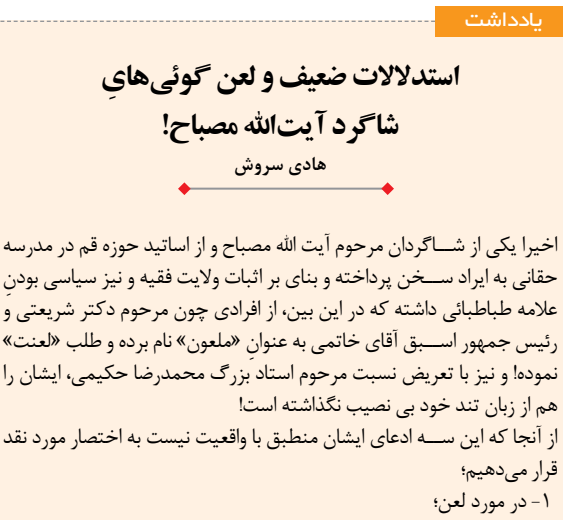 یادداشت
استدلالات ضعیف و لعن گوئی‌هایِ
شاگرد آیت‌الله مصباح!
هادی سروش
اخیرا یکی از شاگردان مرحوم آیت الله مصباح و از اساتید حوزه قم در مدرسه
حقانی به ایراد سخن پرداخته و بنای بر اثبات ولایت فقیه و نیز سیاسی بودنِ
علامه طباطبائی داشته که در این بین، از افرادی چون مرحوم دکتر شریعتی و
رئیس جمهور اسبق آقای خاتمی به عنوانِ «ملعون» نام برده و طلب «لعنت»
نموده! و نیز با تعریض نسبت مرحوم استاد بزرگ محمدرضا حکیمی، ایشان را
هم از زبان تند خود بی نصیب نگذاشته است!
از آنجا که این سه ادعای ایشان منطبق با واقعیت نیست به اختصار مورد نقد
قرار می‌دهیم؛
۱- در مورد لعن؛